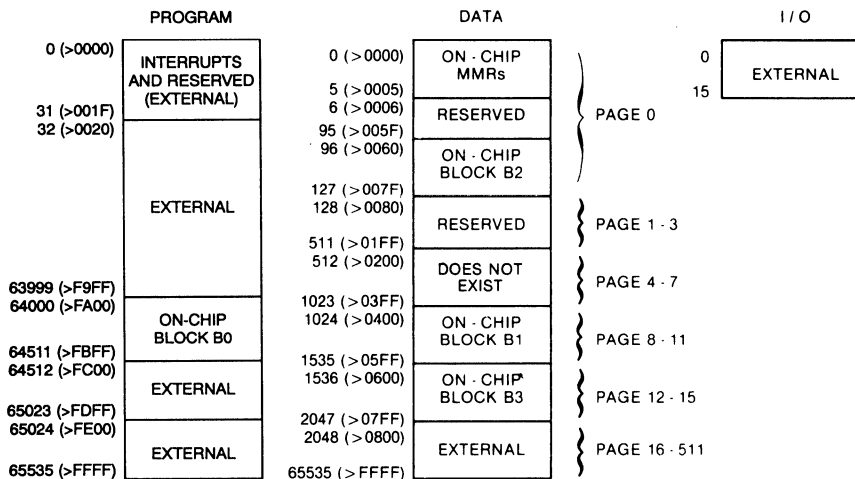 PROGRAM
0 (>0000)
INTERRUPTS
AND RESERVED
(EXTERNAL)
31 (>001F)
32 (>0020)
EXTERNAL
63999 (>F9FF)
64000 (>FA00)
ON-CHIP
BLOCK B0
64511 (>FBFF)
64512 (>FC00)
EXTERNAL
65023 (>FDFF)
65024 (>FE00)
EXTERNAL
65535 (>FFFF)
DATA
0 (>0000)
ON - CHIP
MMRs
5 (>0005)
6 (>0006)
RESERVED
95 (>005F)
96 (>0060)
ON - CHIP
BLOCK B2
127 (>007F)
PAGE 0
128 (>0080)
RESERVED
PAGE 1 - 3
511 (>01FF)
512 (>0200)
DOES NOT
EXIST
PAGE 4 - 7
1023 (>03FF)
1024 (>0400)
ON - CHIP
BLOCK B1
PAGE 8 - 11
1535 (>05FF)
1536 (>0600)
ON - CHIP
BLOCK B3
PAGE 12 - 15
2047 (>07FF)
2048 (>0800)
EXTERNAL
PAGE 16 - 511
65535 (>FFFF)
I / O
0
EXTERNAL
15